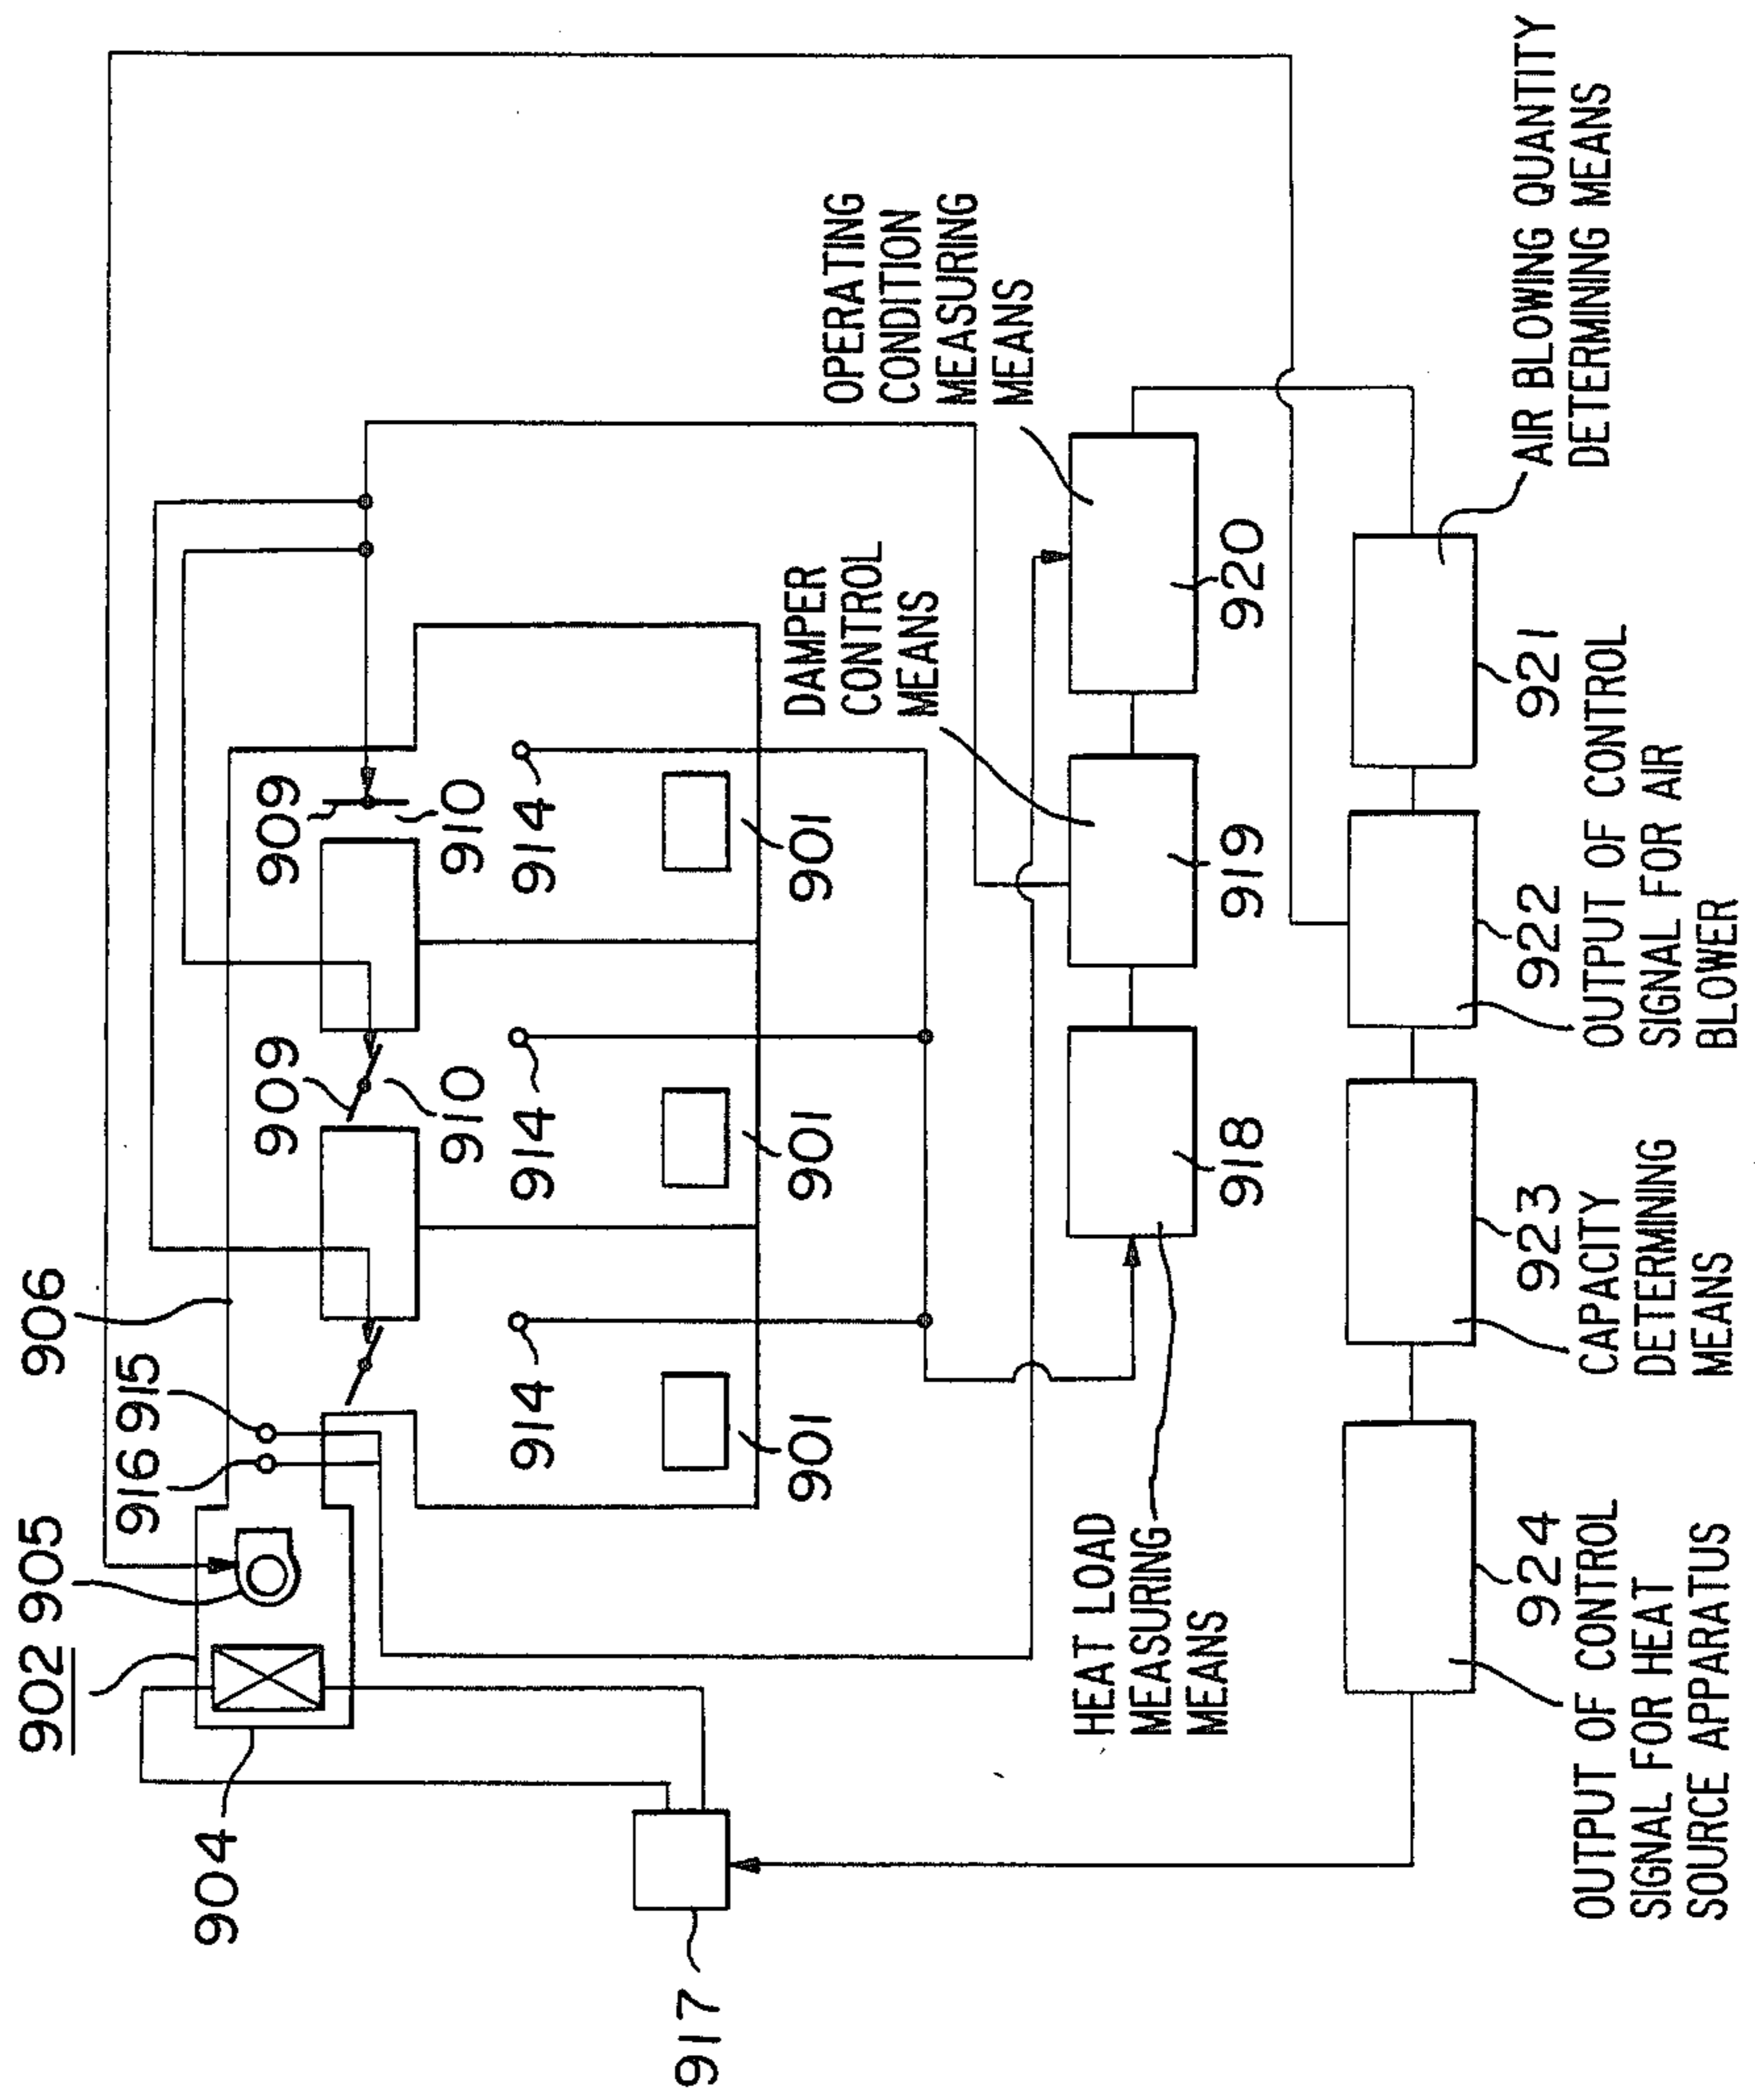 902
905
916
915
906
904
917
909
910
909
910
914
914
914
901
901
901
DAMPER
CONTROL
MEANS
OPERATING
CONDITION
MEASURING
MEANS
HEAT LOAD
MEASURING
MEANS
918
919
920
924
923
922
921
OUTPUT OF CONTROL
SIGNAL FOR HEAT
SOURCE APPARATUS
CAPACITY
DETERMINING
MEANS
OUTPUT OF CONTROL
SIGNAL FOR AIR
BLOWER
AIR BLOWING QUANTITY
DETERMINING MEANS